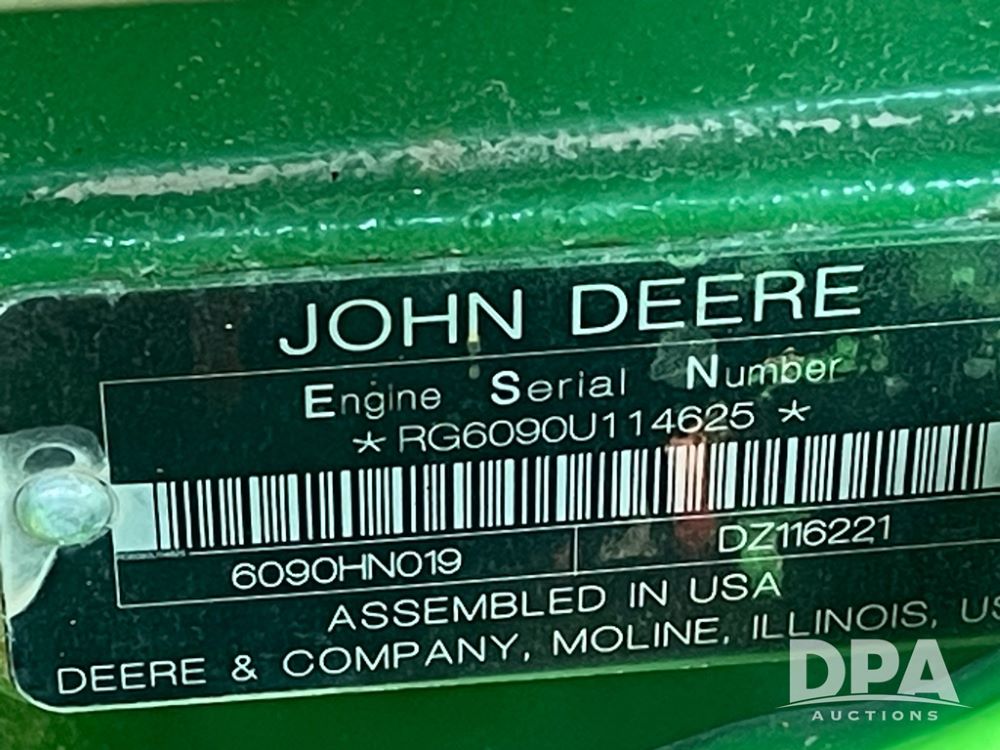 JOHN DEERE
Engine Serial Number
*RG6090U114625*
6090HN019
DZ116221
ASSEMBLED IN USA
DEERE & COMPANY, MOLINE, ILLINOIS, US
DPA
AUCTIONS